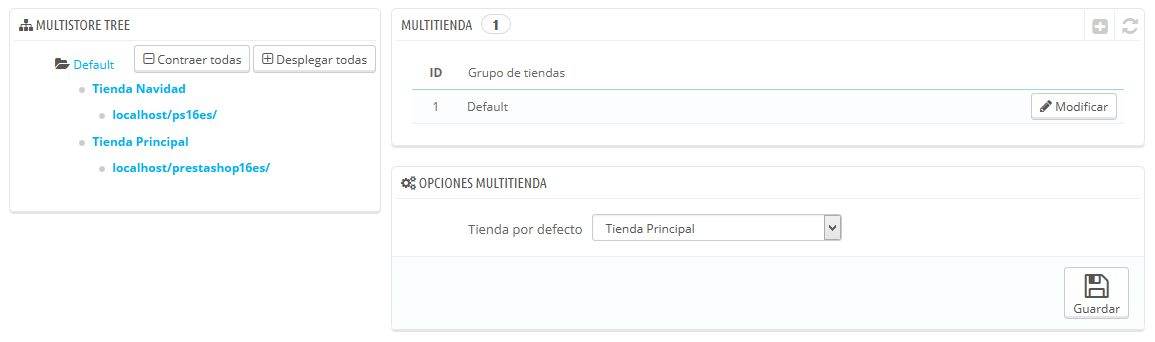 MULTISTORE TREE
Default
Contraer todas
Desplegar todas
Tienda Navidad
localhost/ps16es/
Tienda Principal
localhost/prestashop16es/
MULTITIENDA 1
ID Grupo de tiendas
1 Default Modificar
OPCIONES MULTITIENDA
Tienda por defecto Tienda Principal
Guardar